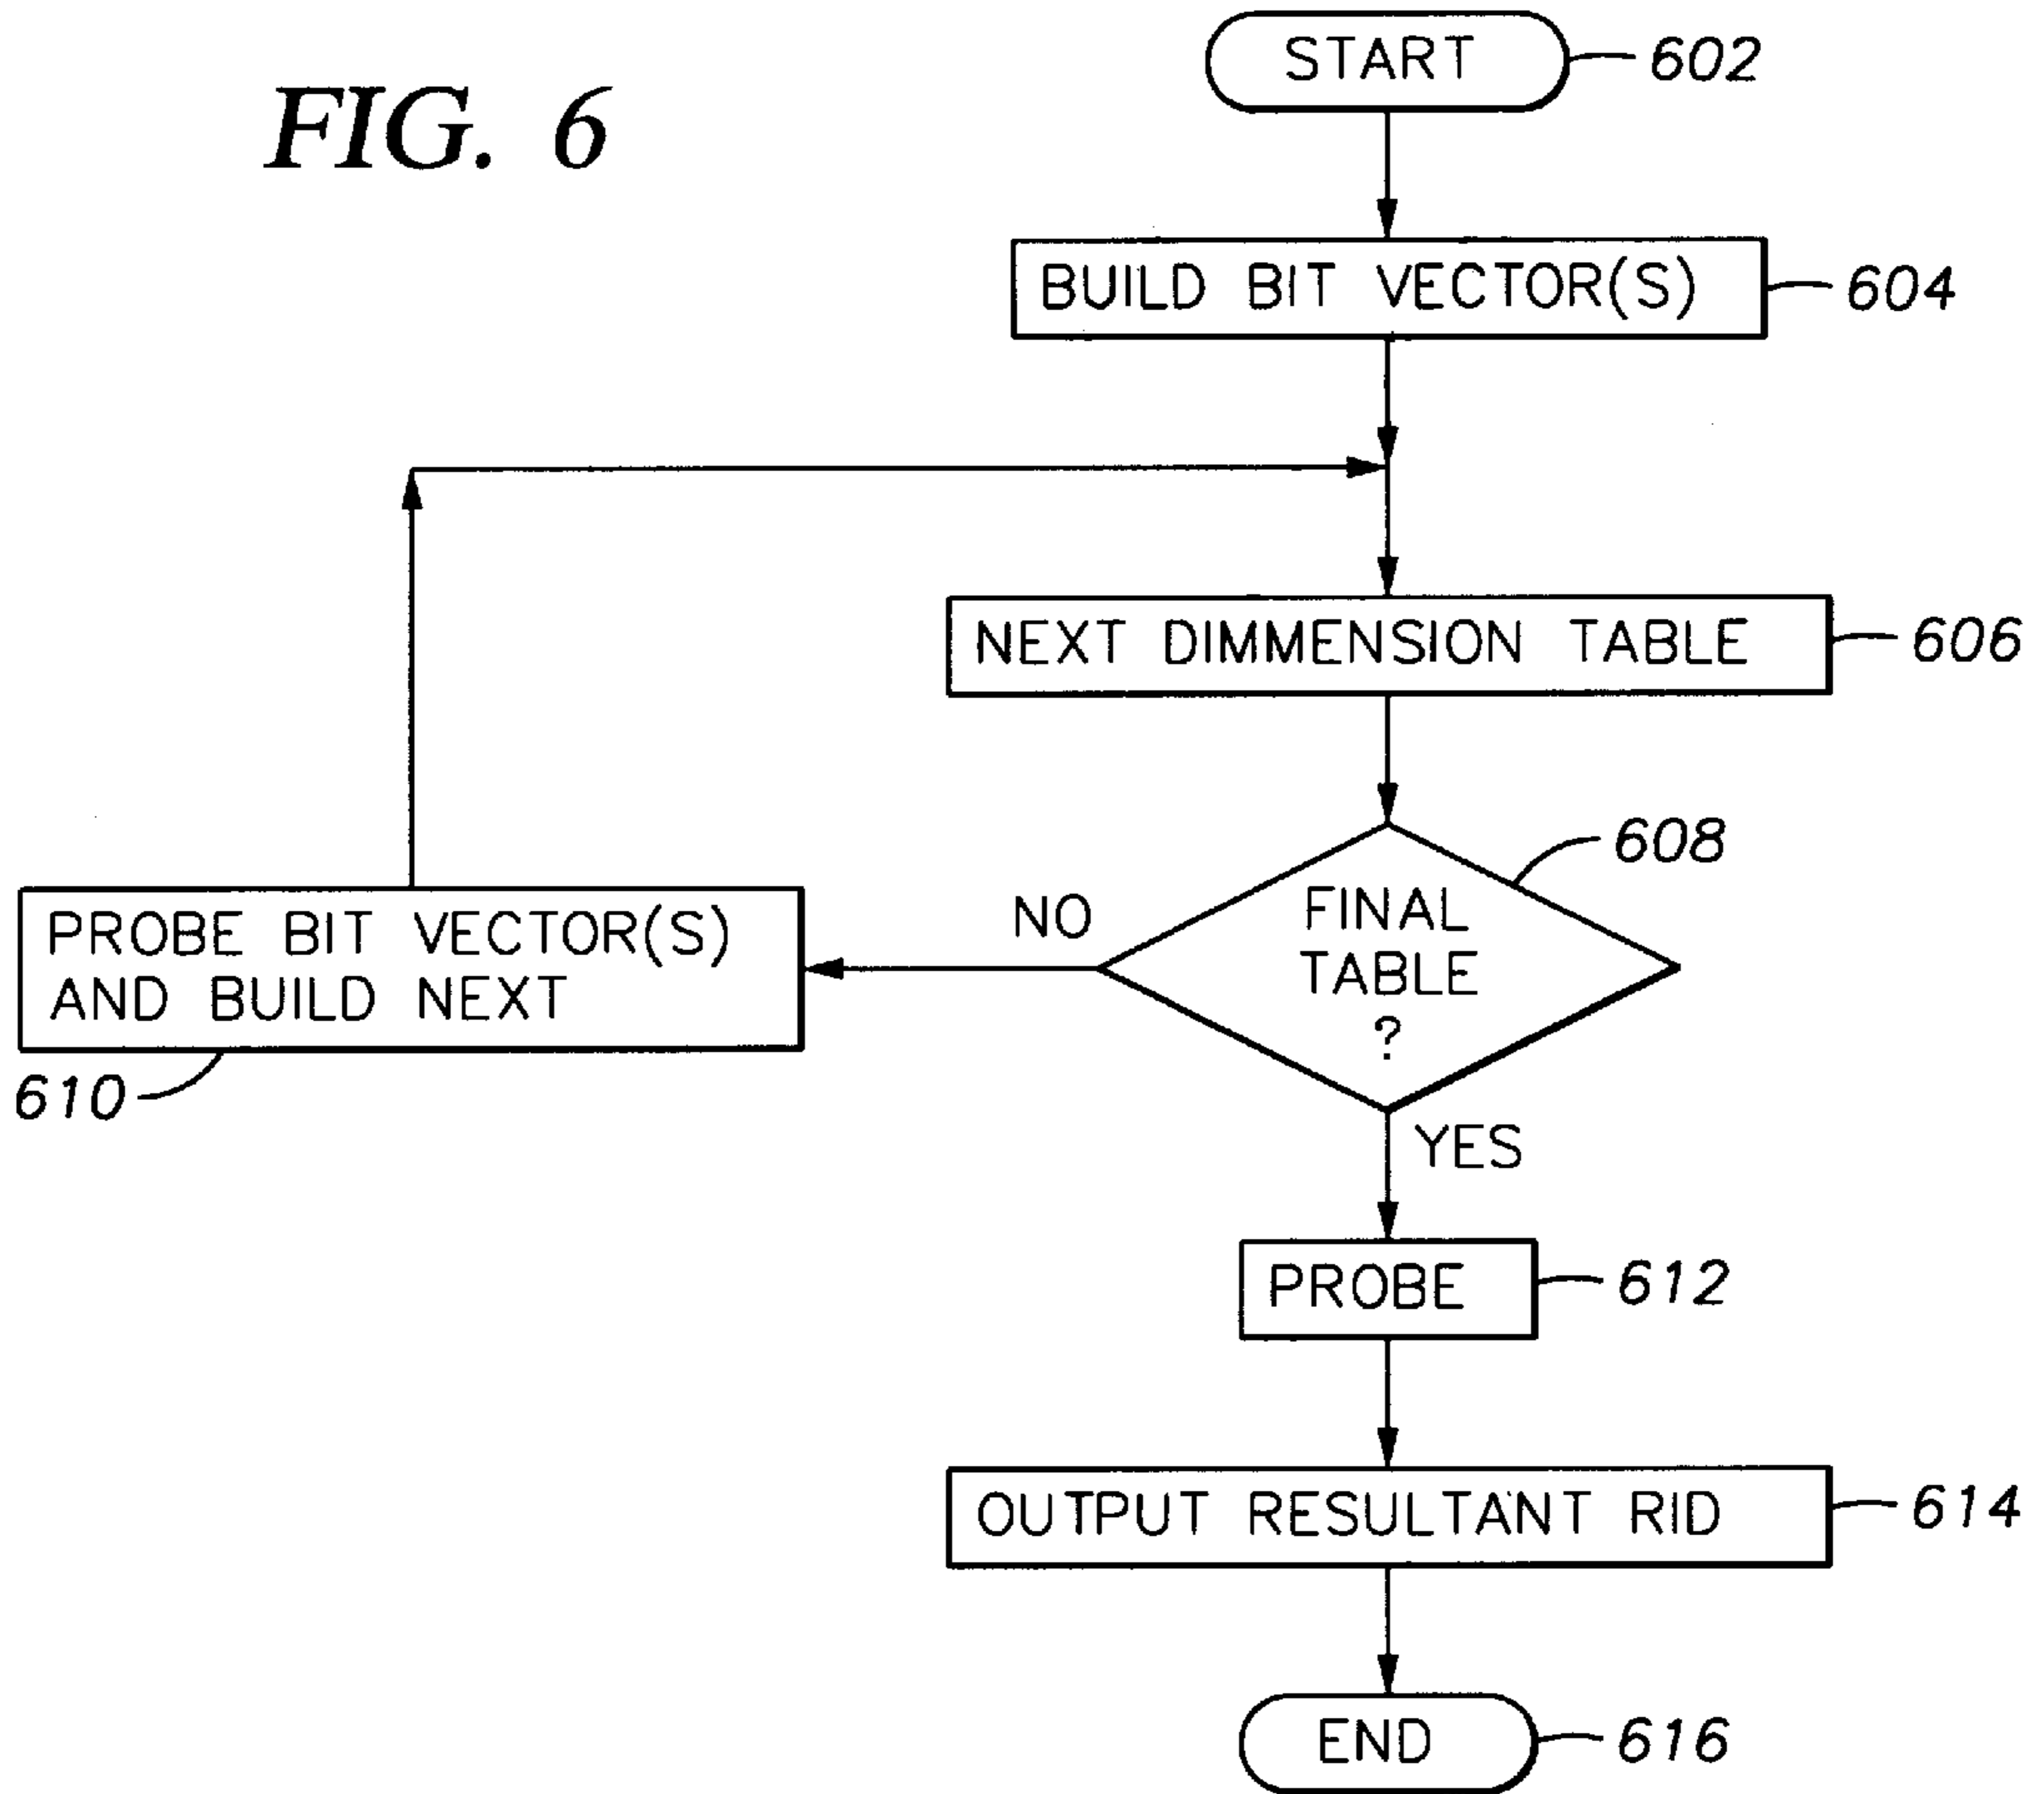 FIG. 6
START
602
BUILD BIT VECTOR(S)
604
NEXT DIMMENSION TABLE
606
608
FINAL
TABLE
?
NO
PROBE BIT VECTOR(S)
AND BUILD NEXT
610
YES
PROBE
612
OUTPUT RESULTANT RID
614
END
616